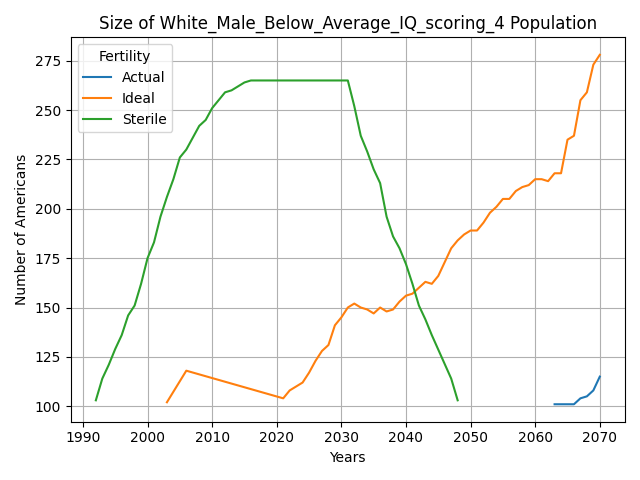 Size of White_Male_Below_Average_IQ_scoring_4 Population
Fertility
Actual
Ideal
Sterile
Number of Americans
275
250
225
200
175
150
125
100
1990 2000 2010 2020 2030 2040 2050 2060 2070
Years